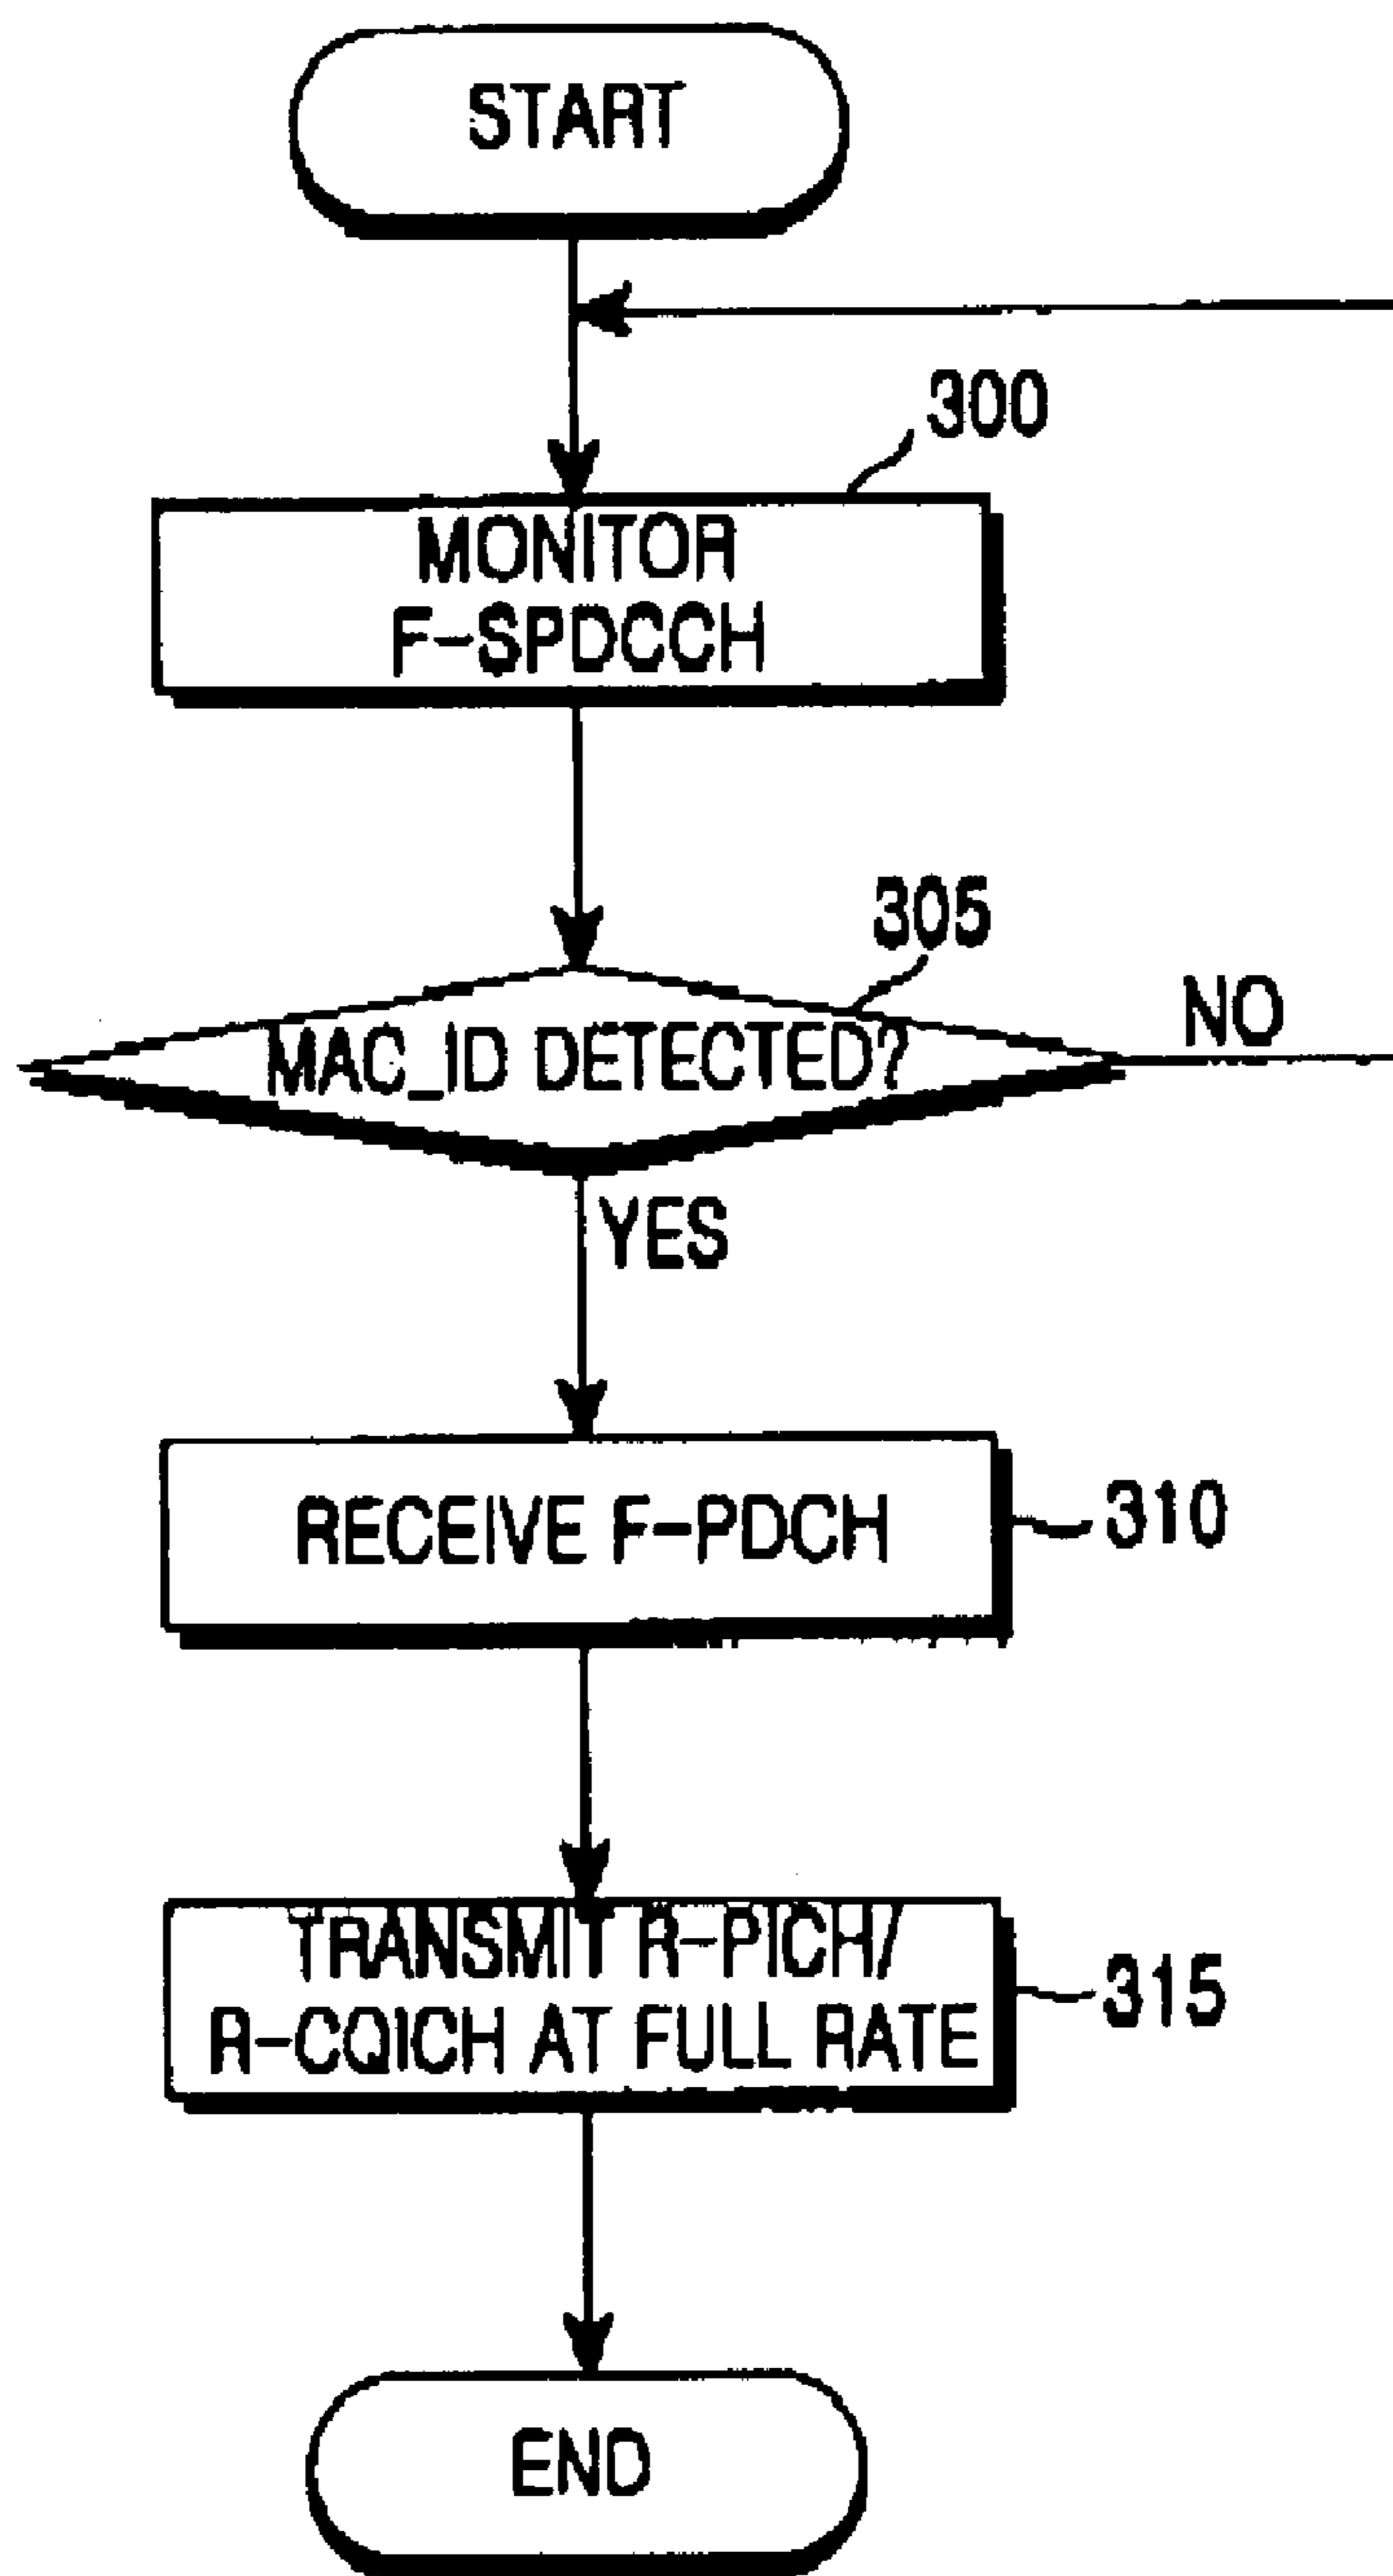 START
300
MONITOR
F-SPDCCH
305
MAC_ID DETECTED?
NO
YES
RECEIVE F-PDCH
310
TRANSMIT R-PICH/
R-CQICH AT FULL RATE
315
END